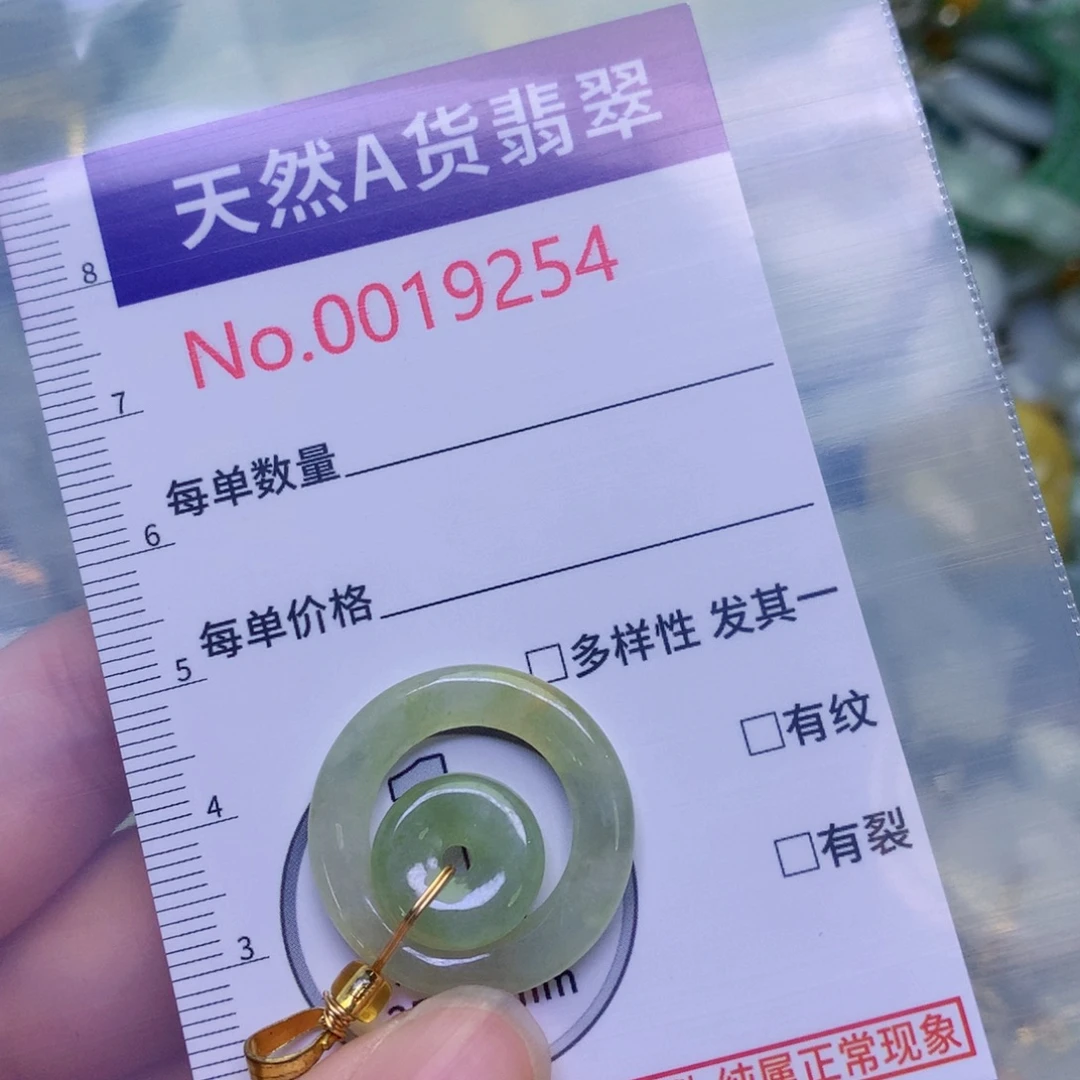 天然A货翡翠
No.0019254
8
7
每单数量
6
每单价格
5
□多样性 发其一
□有纹
4
□有裂
3
mm
纯属正常现象